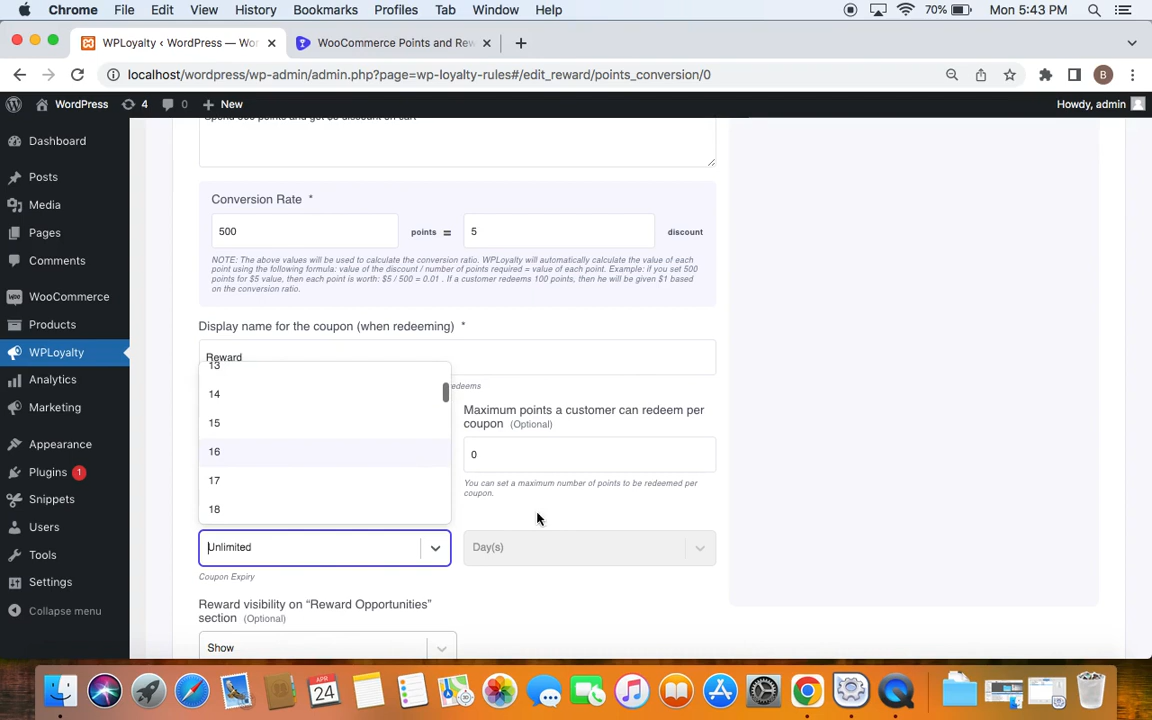 Chrome File Edit View History Bookmarks Profiles Tab Window Help 70% Mon 5:43 PM
WPLoyalty ‹ WordPress — Wor × WooCommerce Points and Rew × +
localhost/wordpress/wp-admin/admin.php?page=wp-loyalty-rules#/edit_reward/points_conversion/0 B
WordPress 4 0 + New Howdy, admin
Dashboard
Posts
Media
Pages
Comments
WooCommerce
Products
WPLoyalty
Analytics
Marketing
Appearance
Plugins 1
Snippets
Users
Tools
Settings
Collapse menu
Conversion Rate *
500 points = 5 discount
NOTE: The above values will be used to calculate the conversion ratio. WPLoyalty will automatically calculate the value of each
point using the following formula: value of the discount / number of points required = value of each point. Example: if you set 500
points for $5 value, then each point is worth: $5 / 500 = 0.01 . If a customer redeems 100 points, then he will be given $1 based
on the conversion ratio.
Display name for the coupon (when redeeming) *
Reward
13
14
15
16
17
18
Maximum points a customer can redeem per
coupon (Optional)
0
You can set a maximum number of points to be redeemed per
coupon.
Unlimited Day(s)
Coupon Expiry
Reward visibility on “Reward Opportunities”
section (Optional)
Show
APR
24